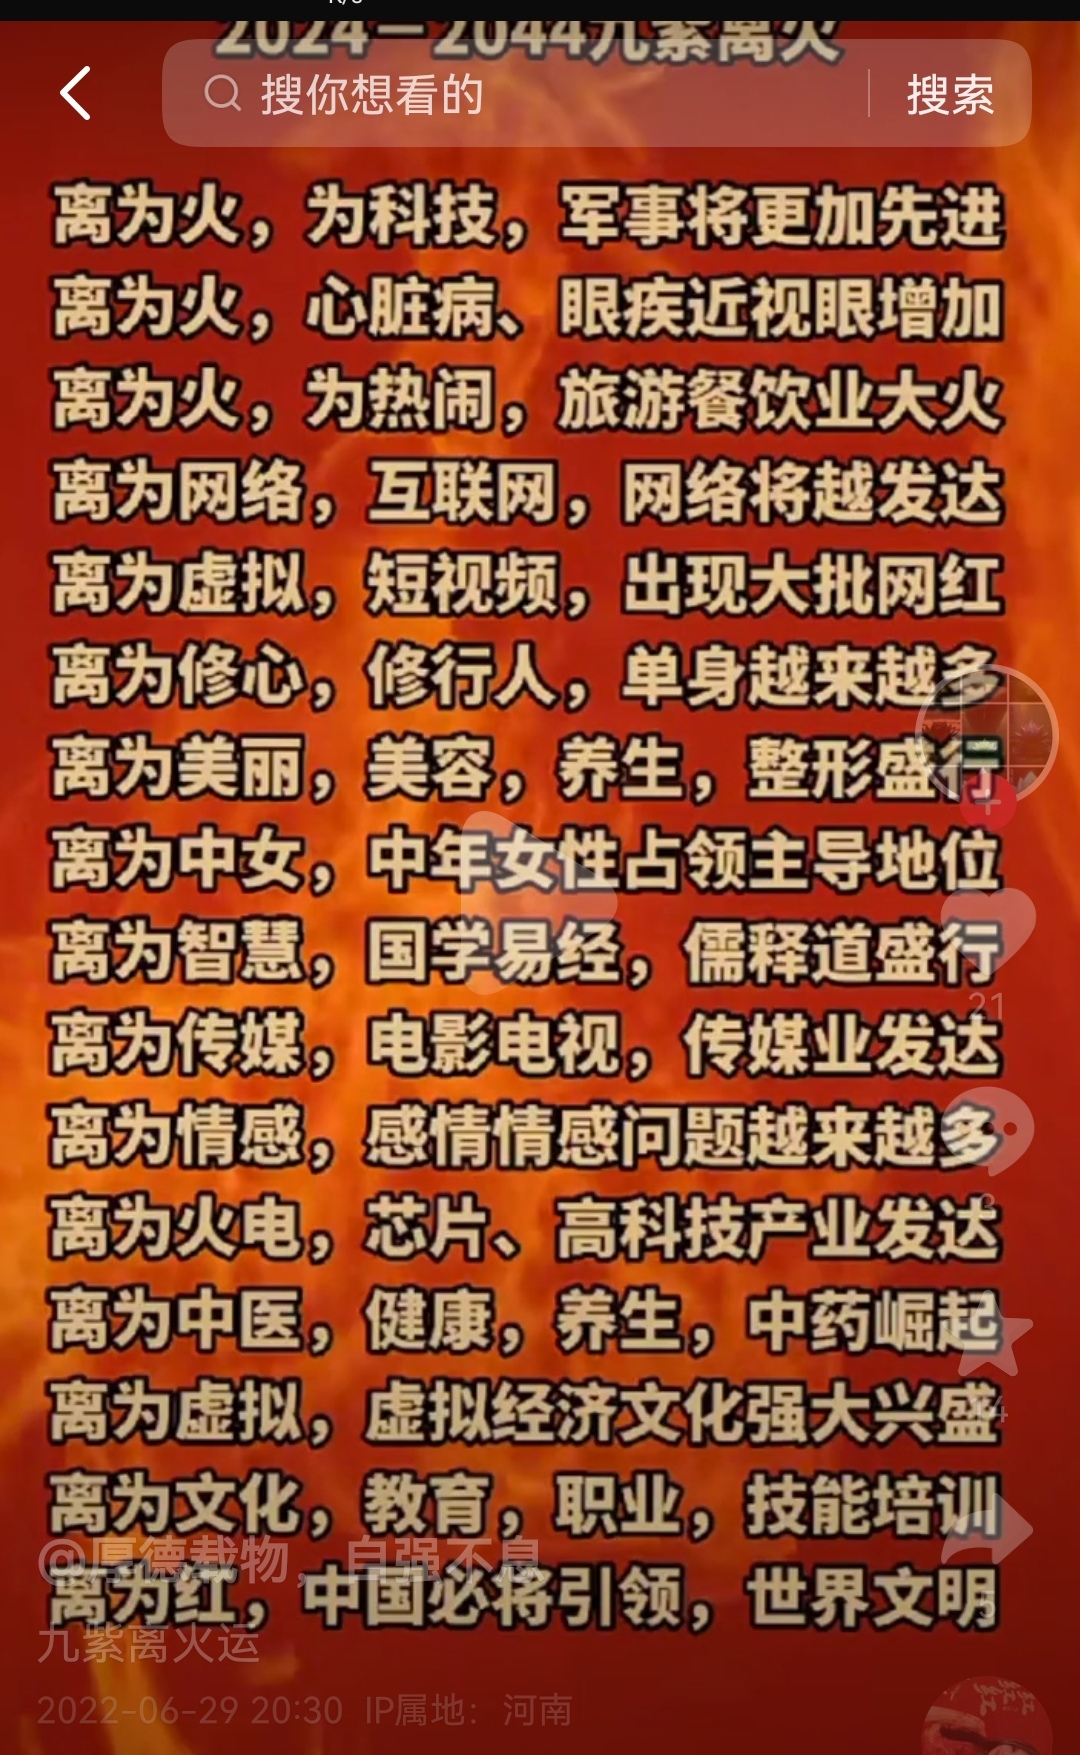 2024－2044九紫离火
搜你想看的
搜索
离为火，为科技，军事将更加先进
离为火，心脏病、眼疾近视眼增加
离为火，为热闹，旅游餐饮业大火
离为网络，互联网，网络将越发达
离为虚拟，短视频，出现大批网红
离为修心，修行人，单身越来越多
离为美丽，美容，养生，整形盛行
离为中女，中年女性占领主导地位
离为智慧，国学易经，儒释道盛行
21
离为传媒，电影电视，传媒业发达
离为情感，感情情感问题越来越多
离为火电，芯片、高科技产业发达
离为中医，健康，养生，中药崛起
离为虚拟，虚拟经济文化强大兴盛
离为文化，教育，职业，技能培训
@厚德载物，自强不息
离为红，中国必将引领，世界文明
5
九紫离火运
2022-06-29 20:30 IP属地：河南